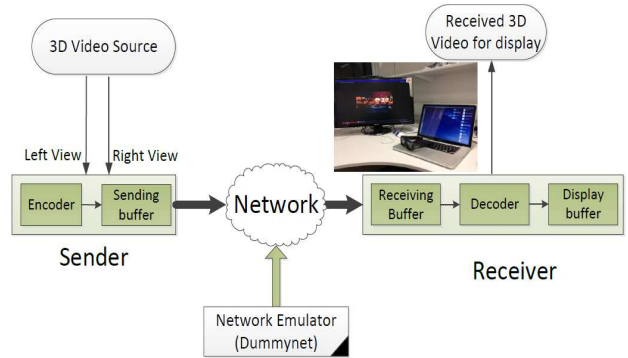 3D Video Source
Received 3D
Video for display
Left View
Right View
Encoder
Sending
buffer
Network
Receiving
Buffer
Decoder
Display
buffer
Sender
Receiver
Network Emulator
(Dummynet)